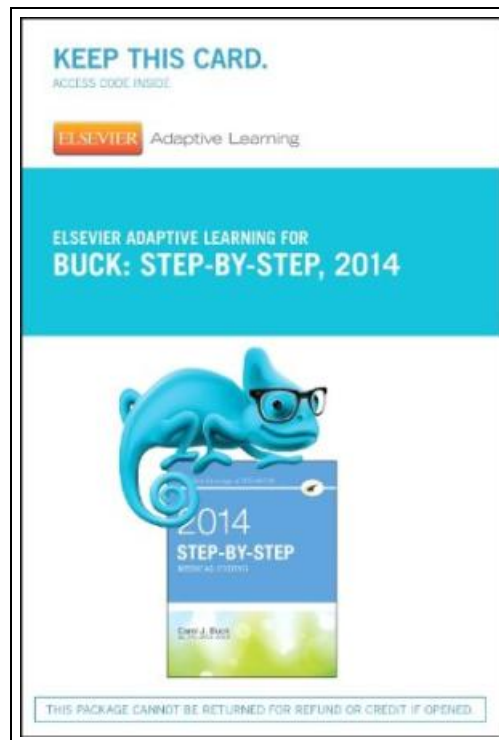 KEEP THIS CARD.
ACCESS CODE INSIDE
ELSEVIER Adaptive Learning
ELSEVIER ADAPTIVE LEARNING FOR
BUCK: STEP-BY-STEP, 2014
2014
STEP-BY-STEP
Carol J. Buck
THIS PACKAGE CANNOT BE RETURNED FOR REFUND OR CREDIT IF OPENED.